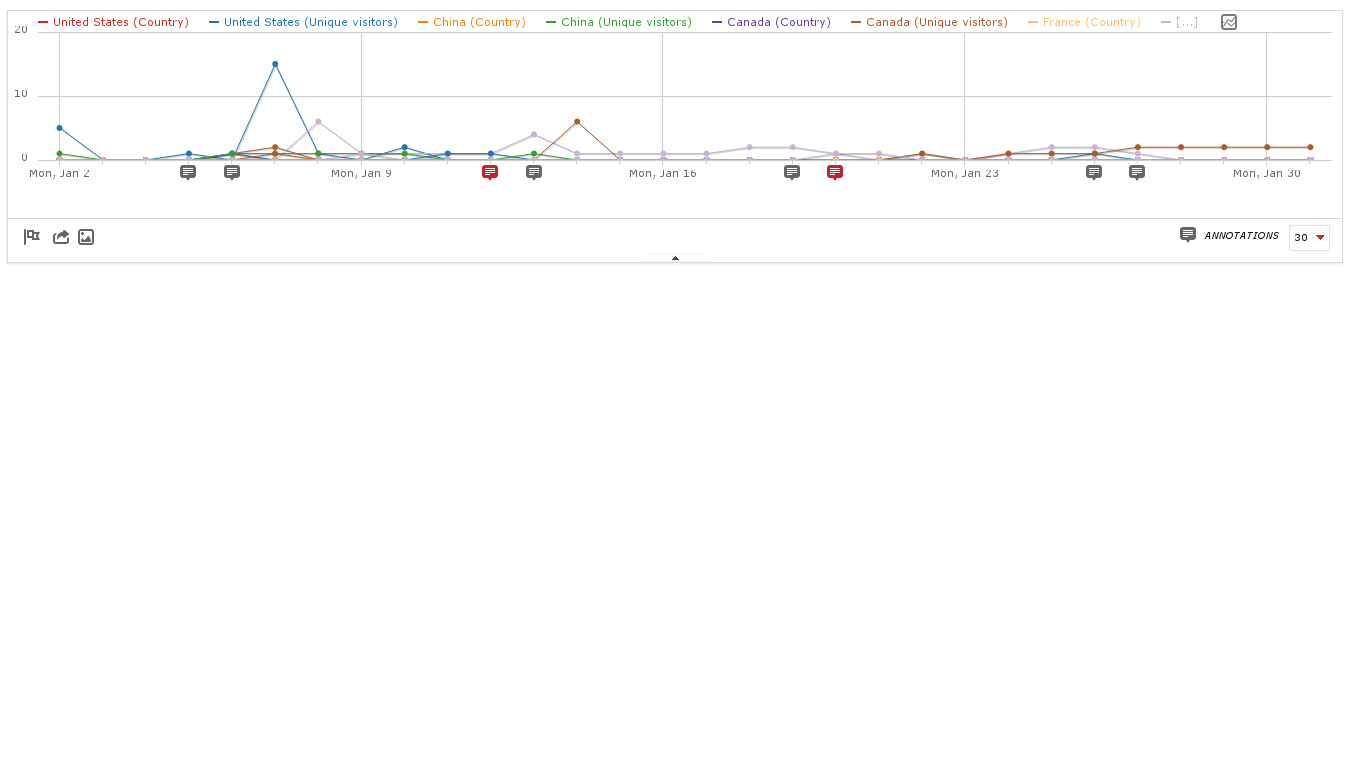 United States (Country) United States (Unique visitors) China (Country) China (Unique visitors) Canada (Country) Canada (Unique visitors) France (Country) [...]
20
10
0
Mon, Jan 2 Mon, Jan 9 Mon, Jan 16 Mon, Jan 23 Mon, Jan 30
ANNOTATIONS 30